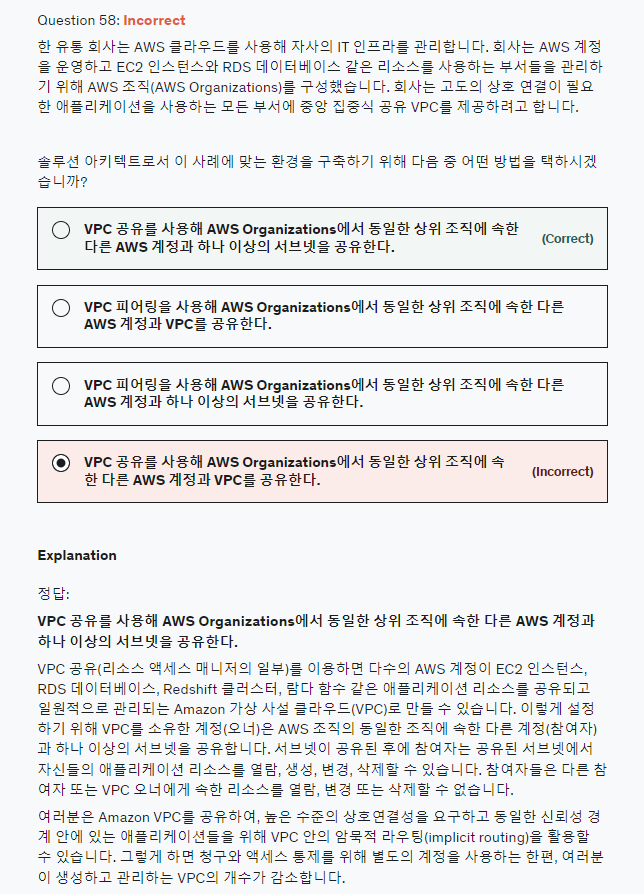 Question 58: Incorrect
한 유통 회사는 AWS 클라우드를 사용해 자사의 IT 인프라를 관리합니다. 회사는 AWS 계정
을 운영하고 EC2 인스턴스와 RDS 데이터베이스 같은 리소스를 사용하는 부서들을 관리하
기 위해 AWS 조직(AWS Organizations)를 구성했습니다. 회사는 고도의 상호 연결이 필요
한 애플리케이션을 사용하는 모든 부서에 중앙 집중식 공유 VPC를 제공하려고 합니다.
솔루션 아키텍트로서 이 사례에 맞는 환경을 구축하기 위해 다음 중 어떤 방법을 택하시겠
습니까?
VPC 공유를 사용해 AWS Organizations에서 동일한 상위 조직에 속한
다른 AWS 계정과 하나 이상의 서브넷을 공유한다.
(Correct)
VPC 피어링을 사용해 AWS Organizations에서 동일한 상위 조직에 속한 다른
AWS 계정과 VPC를 공유한다.
VPC 피어링을 사용해 AWS Organizations에서 동일한 상위 조직에 속한 다른
AWS 계정과 하나 이상의 서브넷을 공유한다.
VPC 공유를 사용해 AWS Organizations에서 동일한 상위 조직에 속
한 다른 AWS 계정과 VPC를 공유한다.
(Incorrect)
Explanation
정답:
VPC 공유를 사용해 AWS Organizations에서 동일한 상위 조직에 속한 다른 AWS 계정과
하나 이상의 서브넷을 공유한다.
VPC 공유(리소스 액세스 매니저의 일부)를 이용하면 다수의 AWS 계정이 EC2 인스턴스,
RDS 데이터베이스, Redshift 클러스터, 람다 함수 같은 애플리케이션 리소스를 공유되고
일원적으로 관리되는 Amazon 가상 사설 클라우드(VPC)로 만들 수 있습니다. 이렇게 설정
하기 위해 VPC를 소유한 계정(오너)은 AWS 조직의 동일한 조직에 속한 다른 계정(참여자)
과 하나 이상의 서브넷을 공유합니다. 서브넷이 공유된 후에 참여자는 공유된 서브넷에서
자신들의 애플리케이션 리소스를 열람, 생성, 변경, 삭제할 수 있습니다. 참여자들은 다른 참
여자 또는 VPC 오너에게 속한 리소스를 열람, 변경 또는 삭제할 수 없습니다.
여러분은 Amazon VPC를 공유하여, 높은 수준의 상호연결성을 요구하고 동일한 신뢰성 경
계 안에 있는 애플리케이션들을 위해 VPC 안의 암묵적 라우팅(implicit routing)을 활용할
수 있습니다. 그렇게 하면 청구와 액세스 통제를 위해 별도의 계정을 사용하는 한편, 여러분
이 생성하고 관리하는 VPC의 개수가 감소합니다.